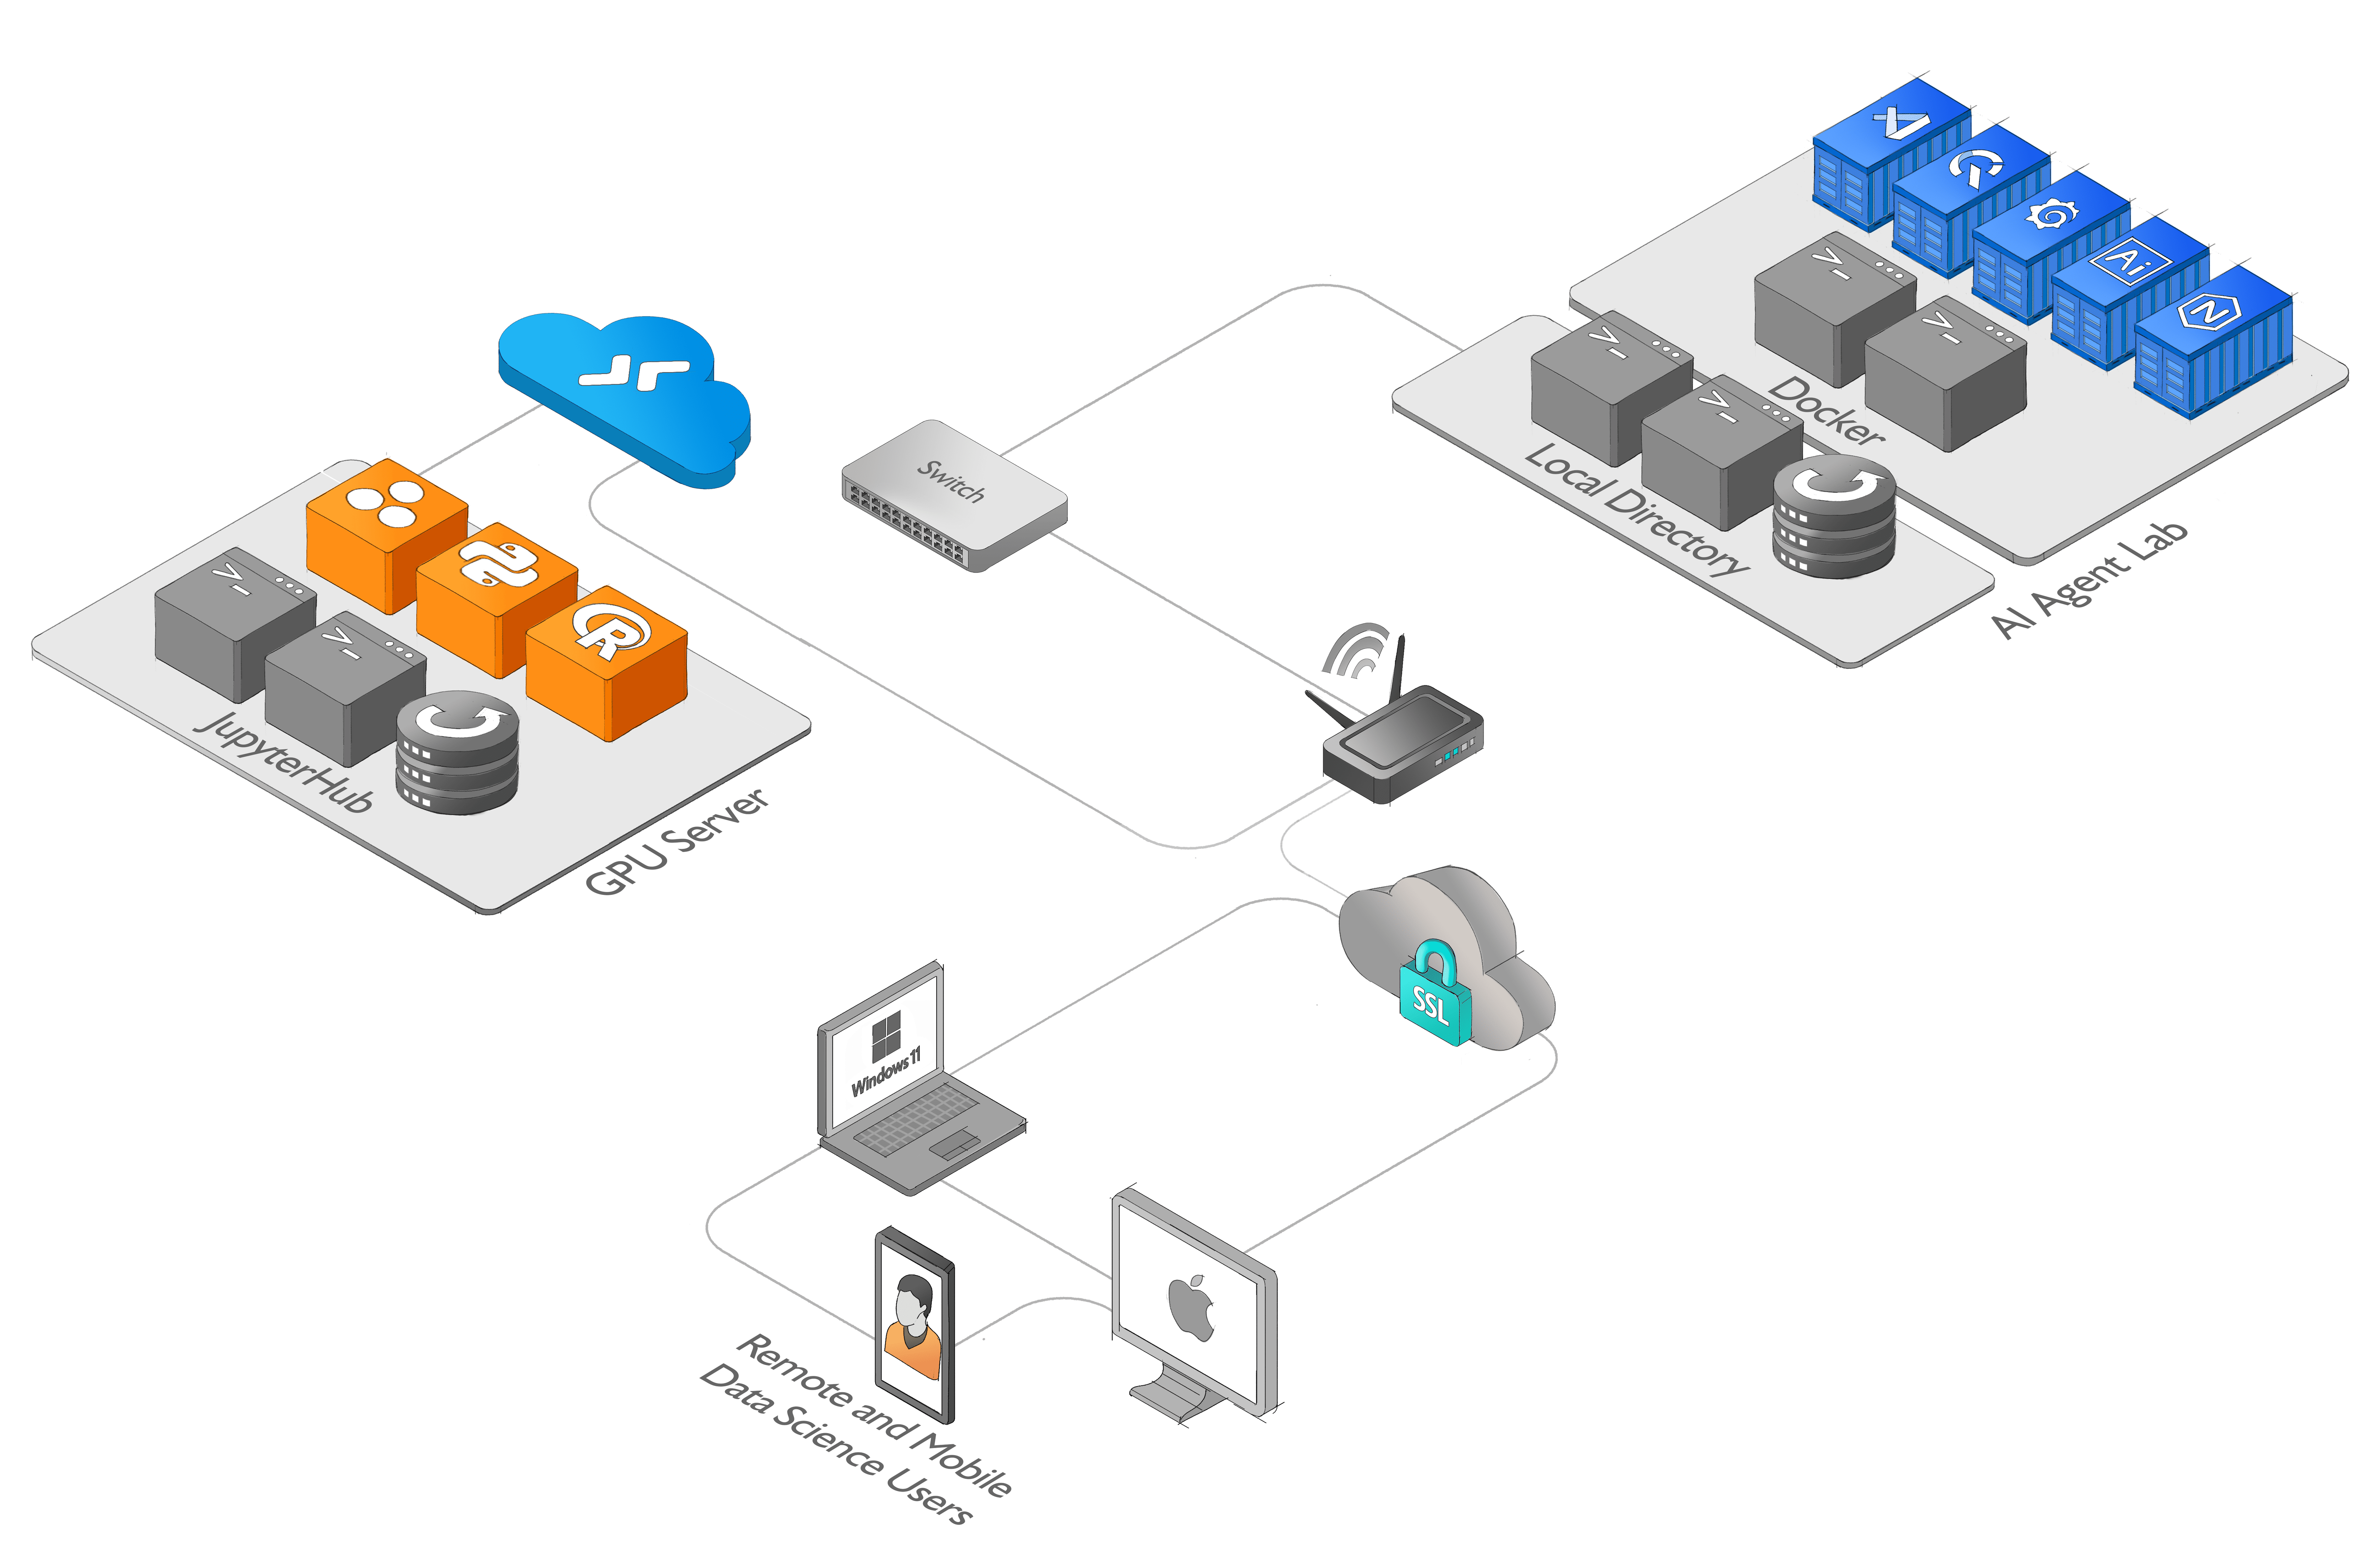 Switch
Docker
Local Directory
AI Agent Lab
Ai
N
R
JupyterHub
GPU Server
SSL
Windows 11
Remote and Mobile
Data Science Users